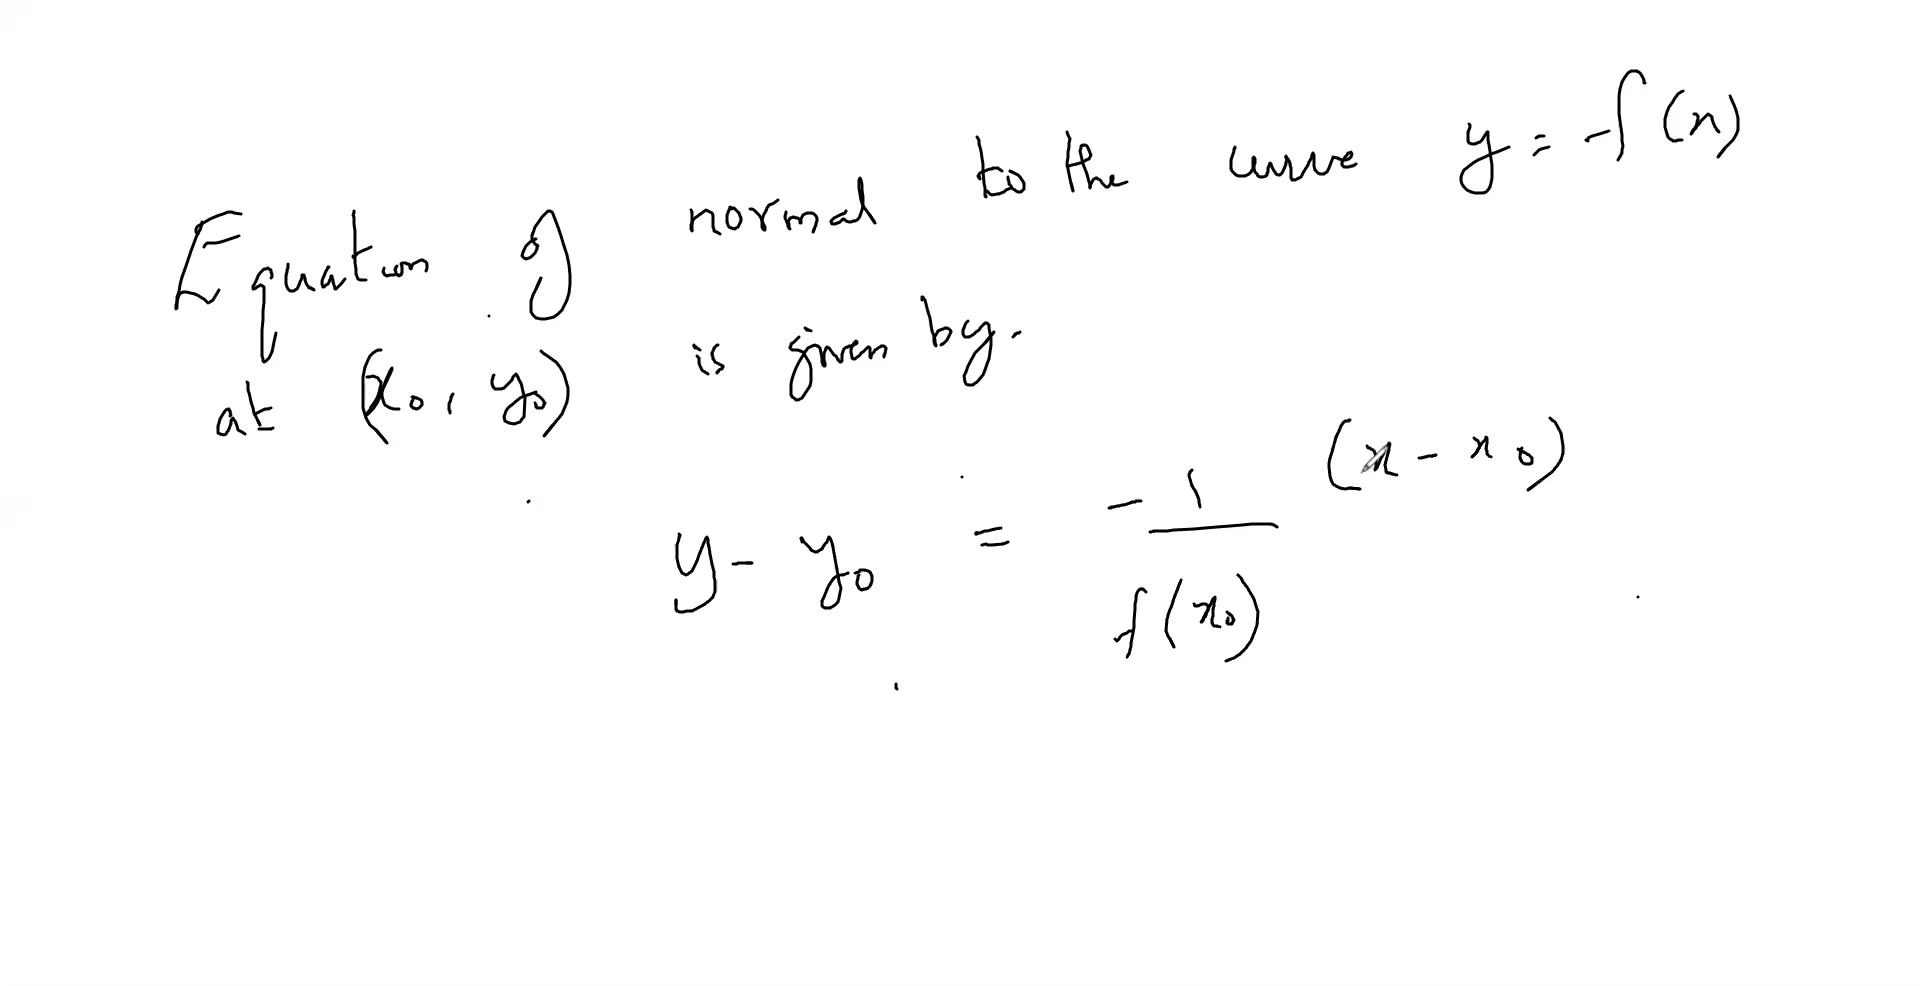 Equation of normal to the curve y = f(x)
at (x₀, y₀) is given by.
y - y₀ = -1/f(x₀) (x - x₀)